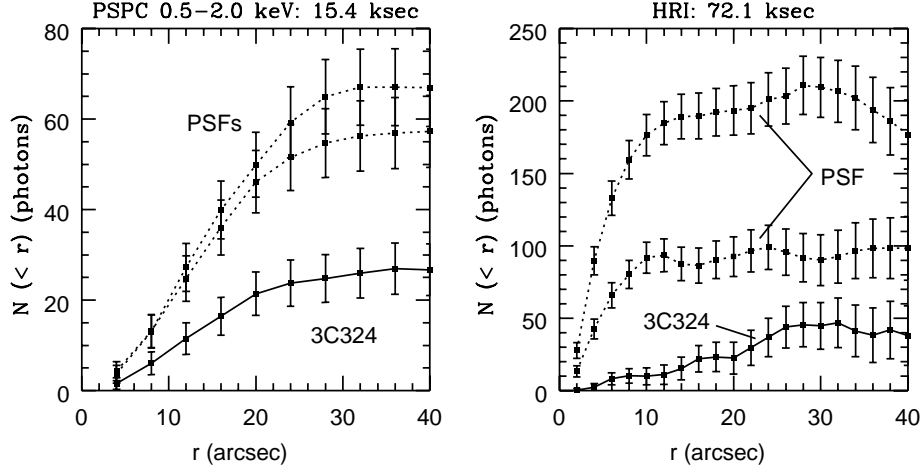 PSPC 0.5−2.0 keV: 15.4 ksec
N (< r) (photons)
80
60
40
20
0
PSFs
3C324
0 10 20 30 40
r (arcsec)
HRI: 72.1 ksec
N (< r) (photons)
250
200
150
100
50
0
PSF
3C324
0 10 20 30 40
r (arcsec)